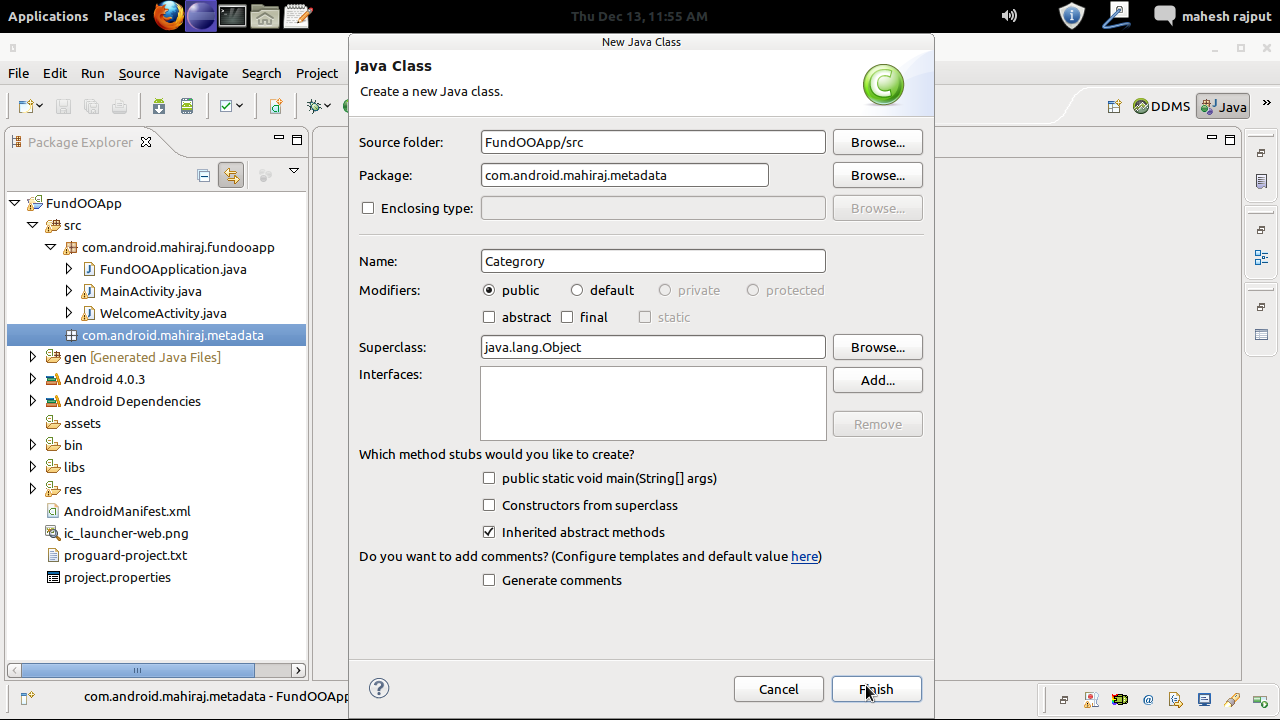 Applications Places Thu Dec 13, 11:55 AM mahesh rajput
New Java Class
File Edit Run Source Navigate Search Project
Java Class
Create a new Java class.
DDMS Java
Package Explorer
FundOOApp
src
com.android.mahiraj.fundooapp
FundOOApplication.java
MainActivity.java
WelcomeActivity.java
com.android.mahiraj.metadata
gen [Generated Java Files]
Android 4.0.3
Android Dependencies
assets
bin
libs
res
AndroidManifest.xml
ic_launcher-web.png
proguard-project.txt
project.properties
Source folder: FundOOApp/src Browse...
Package: com.android.mahiraj.metadata Browse...
Enclosing type: Browse...
Name: Categrory
Modifiers: public default private protected
abstract final static
Superclass: java.lang.Object Browse...
Interfaces: Add...
Remove
Which method stubs would you like to create?
public static void main(String[] args)
Constructors from superclass
Inherited abstract methods
Do you want to add comments? (Configure templates and default value here)
Generate comments
Cancel Finish
com.android.mahiraj.metadata - FundOOApp